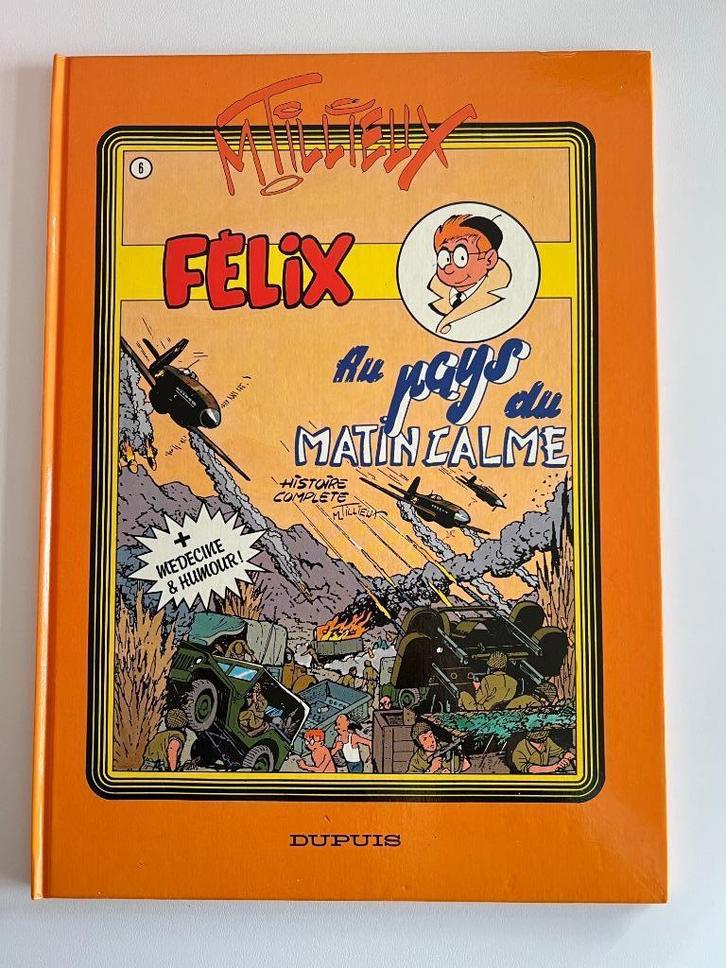 M TILLIEUX
6
FÉLIX
Au pays du
MATIN CALME
HISTOIRE
COMPLÈTE
M. TILLIEUX
+
MEDECINE
& HUMOUR!
DUPUIS